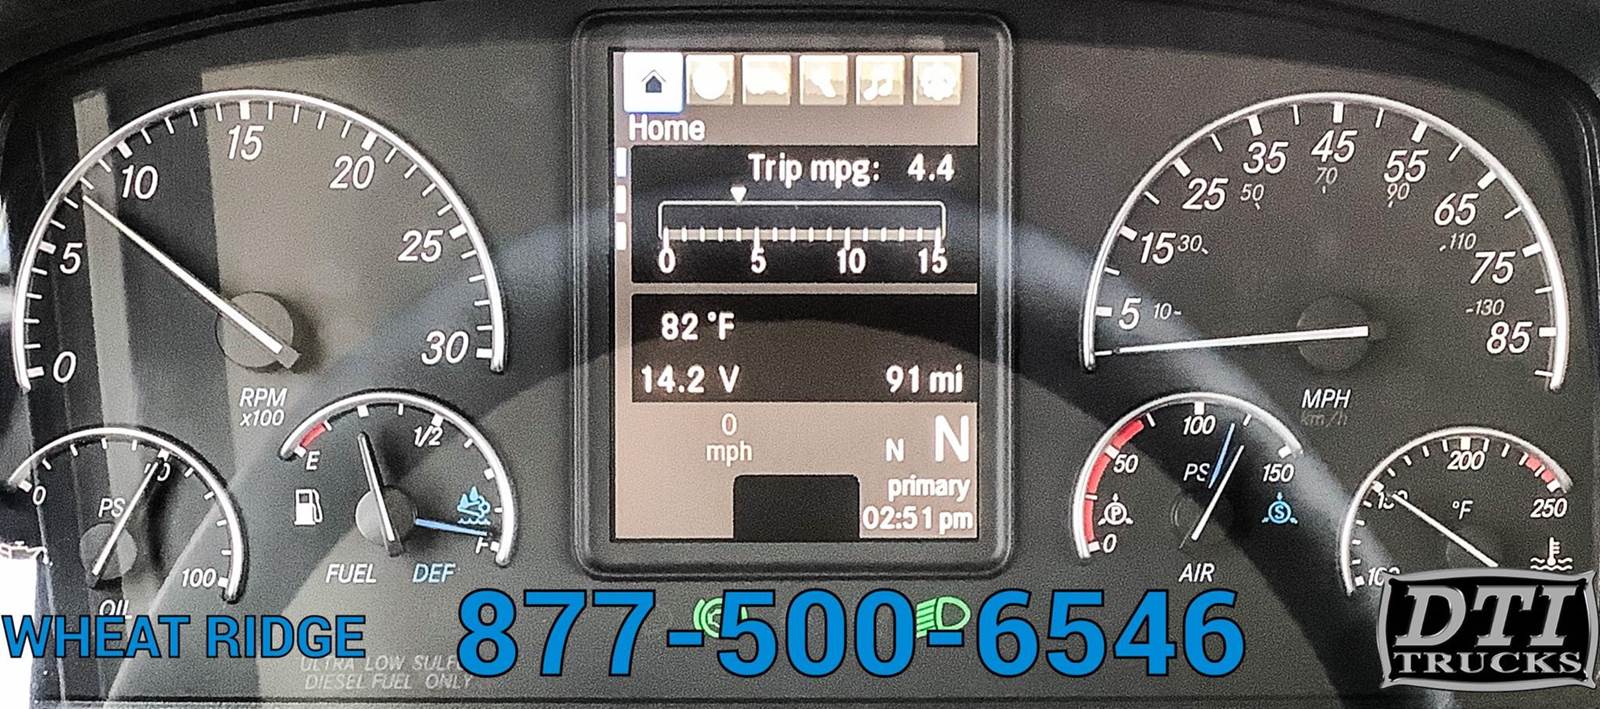 Home
Trip mpg: 4.4
0 5 10 15
82 °F
14.2 V 91 mi
0
mph
N N
primary
02:51 pm
0 5 10 15 20 25 30
RPM
x100
0 50 100
OIL
E 1/2 F
FUEL DEF
5 15 25 35 45 55 65 75 85
10 30 50 70 90 110 130
MPH
km/h
0 50 100 150
P S
AIR
200 250
°F
ULTRA LOW SULF
DIESEL FUEL ONLY
WHEAT RIDGE
877-500-6546
DTI
TRUCKS